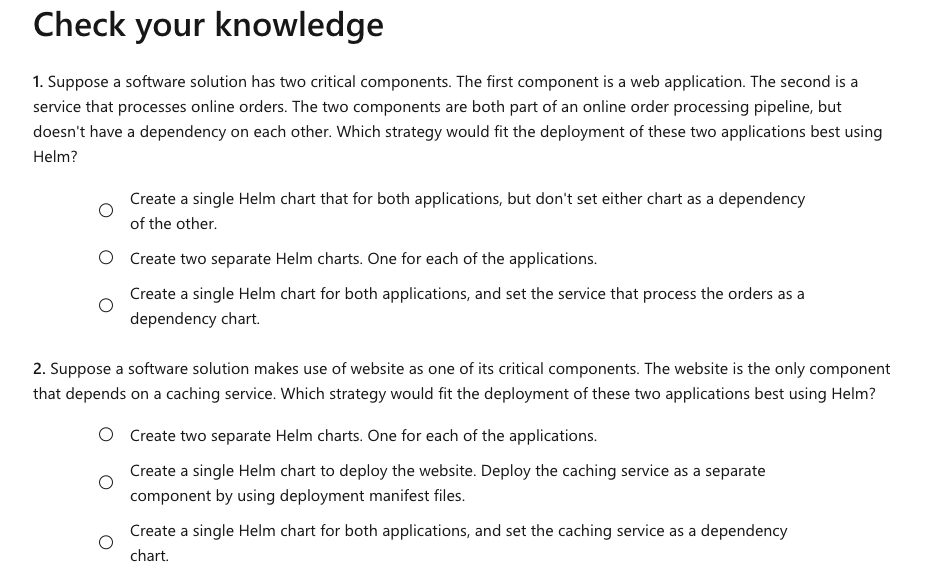 Check your knowledge
1. Suppose a software solution has two critical components. The first component is a web application. The second is a
service that processes online orders. The two components are both part of an online order processing pipeline, but
doesn't have a dependency on each other. Which strategy would fit the deployment of these two applications best using
Helm?
Create a single Helm chart that for both applications, but don't set either chart as a dependency
of the other.
Create two separate Helm charts. One for each of the applications.
Create a single Helm chart for both applications, and set the service that process the orders as a
dependency chart.
2. Suppose a software solution makes use of website as one of its critical components. The website is the only component
that depends on a caching service. Which strategy would fit the deployment of these two applications best using Helm?
Create two separate Helm charts. One for each of the applications.
Create a single Helm chart to deploy the website. Deploy the caching service as a separate
component by using deployment manifest files.
Create a single Helm chart for both applications, and set the caching service as a dependency
chart.